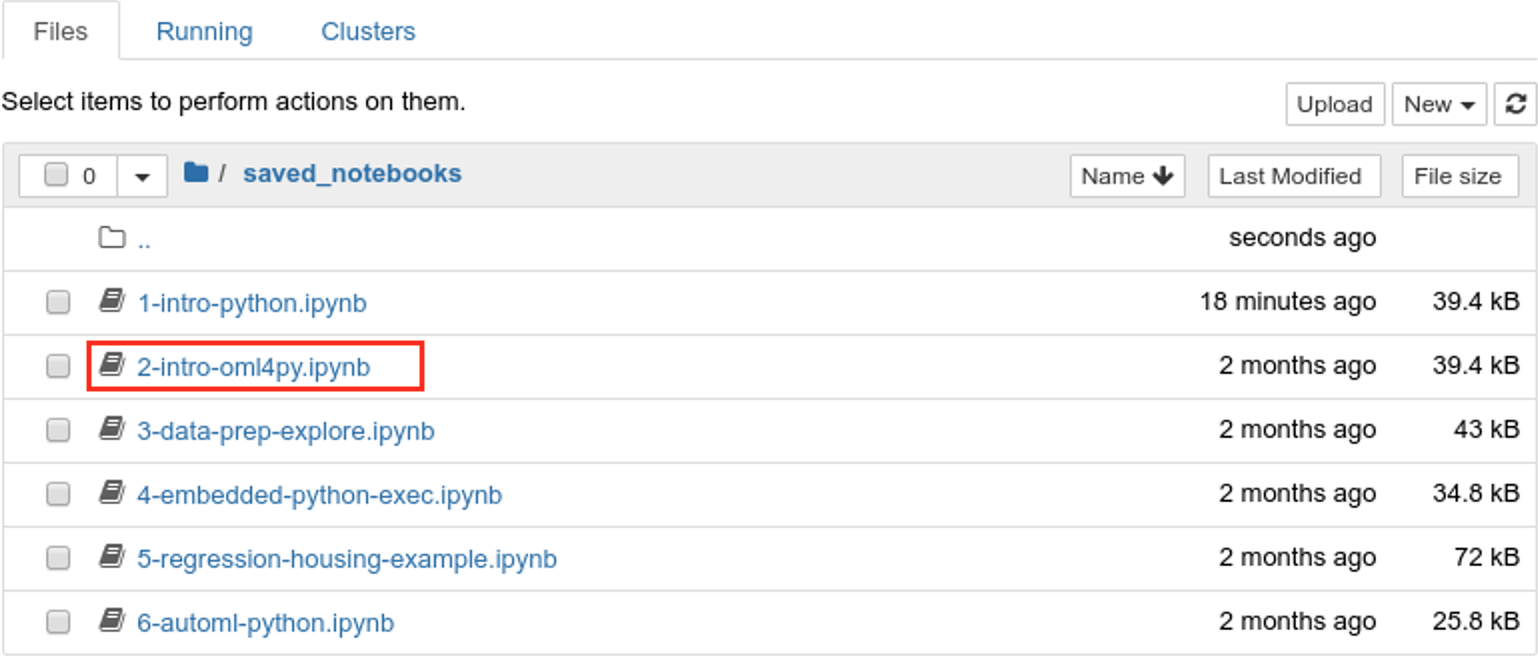 Files Running Clusters
Select items to perform actions on them. Upload New
0 / saved_notebooks Name Last Modified File size
.. seconds ago
1-intro-python.ipynb 18 minutes ago 39.4 kB
2-intro-oml4py.ipynb 2 months ago 39.4 kB
3-data-prep-explore.ipynb 2 months ago 43 kB
4-embedded-python-exec.ipynb 2 months ago 34.8 kB
5-regression-housing-example.ipynb 2 months ago 72 kB
6-automl-python.ipynb 2 months ago 25.8 kB